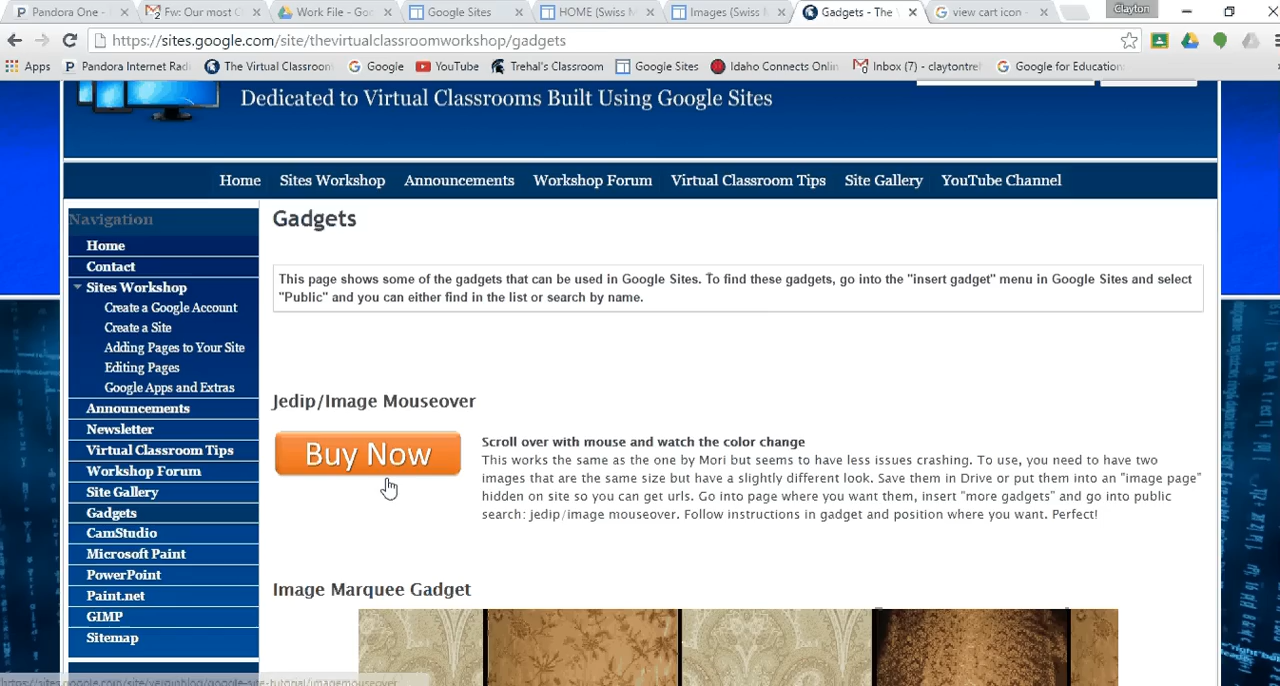 Pandora One -
Fw: Our most
Work File - Goo
Google Sites
HOME (Swiss M
Images (Swiss M
Gadgets - The V
view cart icon -
Clayton
https://sites.google.com/site/thevirtualclassroomworkshop/gadgets
Apps
Pandora Internet Radi
The Virtual Classroom
Google
YouTube
Trehal's Classroom
Google Sites
Idaho Connects Onlin
Inbox (7) - claytontreh
Google for Education
Dedicated to Virtual Classrooms Built Using Google Sites
Home
Sites Workshop
Announcements
Workshop Forum
Virtual Classroom Tips
Site Gallery
YouTube Channel
Navigation
Home
Contact
Sites Workshop
Create a Google Account
Create a Site
Adding Pages to Your Site
Editing Pages
Google Apps and Extras
Announcements
Newsletter
Virtual Classroom Tips
Workshop Forum
Site Gallery
Gadgets
CamStudio
Microsoft Paint
PowerPoint
Paint.net
GIMP
Sitemap
Gadgets
This page shows some of the gadgets that can be used in Google Sites. To find these gadgets, go into the "insert gadget" menu in Google Sites and select
"Public" and you can either find in the list or search by name.
Jedip/Image Mouseover
Buy Now
Scroll over with mouse and watch the color change
This works the same as the one by Mori but seems to have less issues crashing. To use, you need to have two
images that are the same size but have a slightly different look. Save them in Drive or put them into an "image page"
hidden on site so you can get urls. Go into page where you want them, insert "more gadgets" and go into public
search: jedip/image mouseover. Follow instructions in gadget and position where you want. Perfect!
Image Marquee Gadget